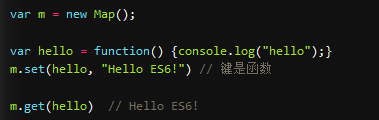 var m = new Map();
var hello = function() {console.log("hello");}
m.set(hello, "Hello ES6!") // 键是函数
m.get(hello)  // Hello ES6!